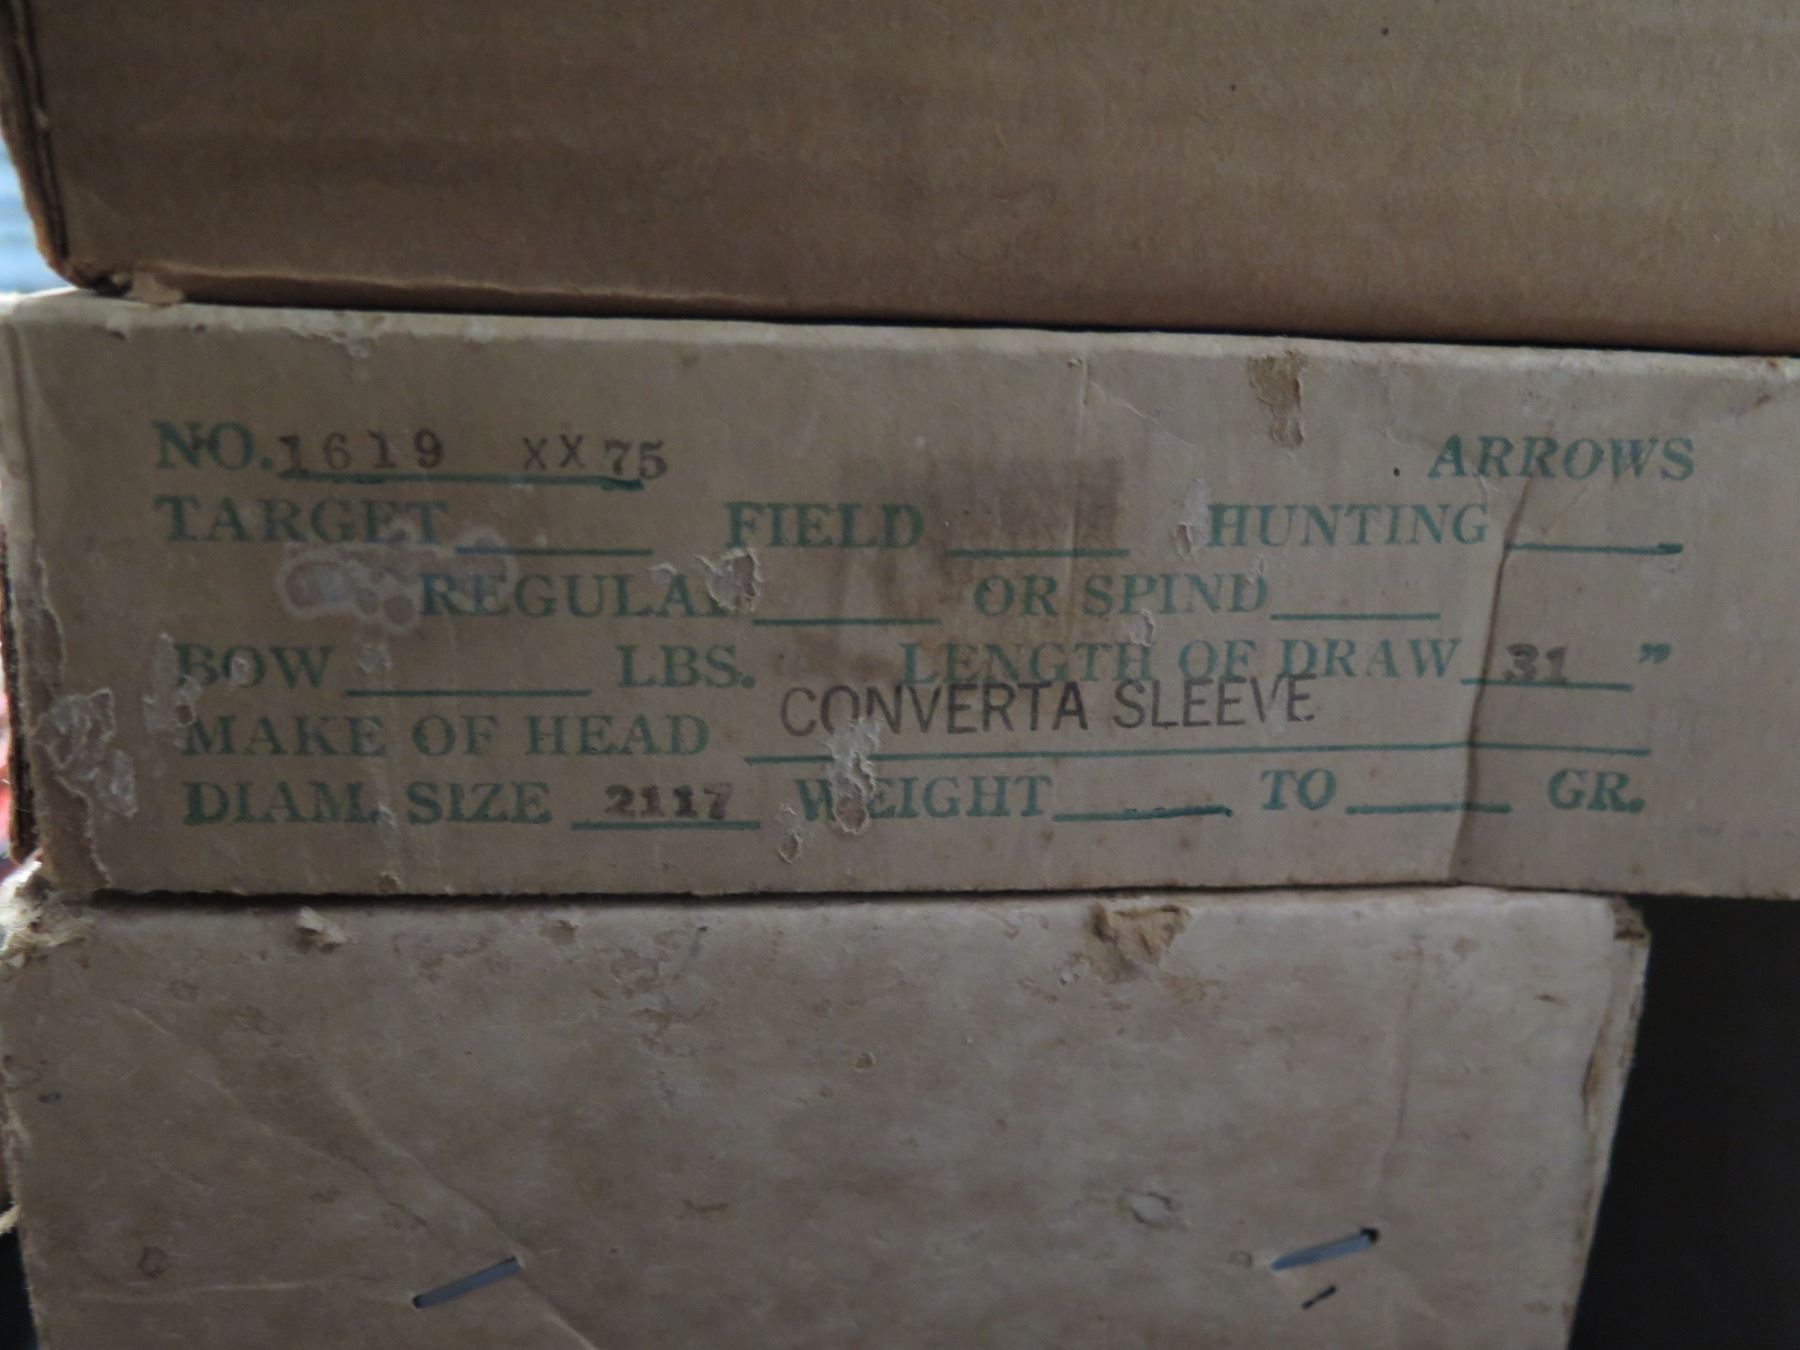 NO. 1619 XX75 ARROWS
TARGET FIELD HUNTING
REGULAR OR SPIND
BOW LBS. LENGTH OF DRAW 31 "
MAKE OF HEAD CONVERTA SLEEVE
DIAM. SIZE 2117 WEIGHT TO GR.